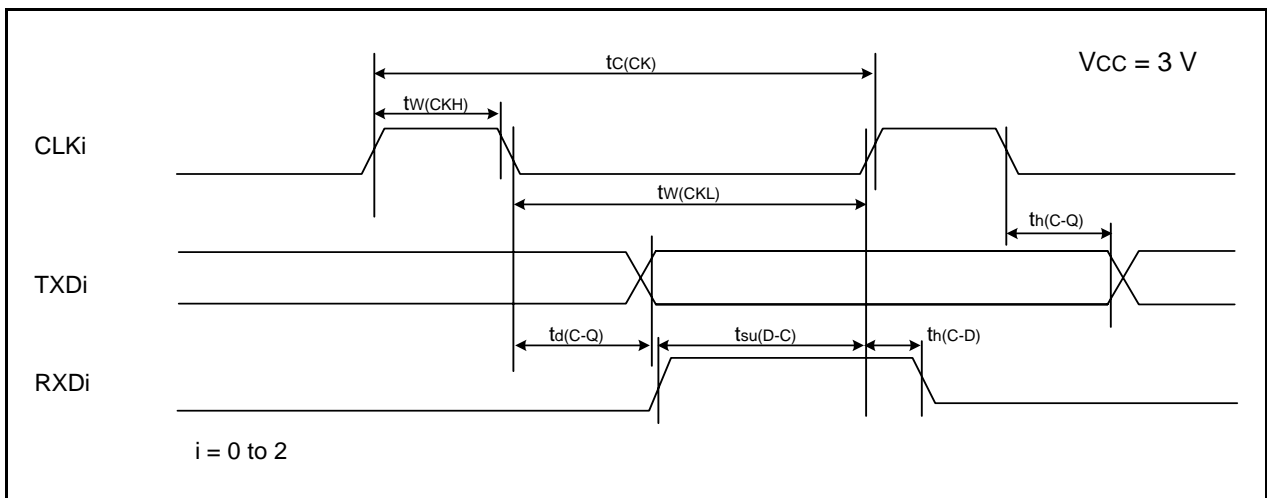 tC(CK)
VCC = 3 V
tW(CKH)
CLKi
tW(CKL)
th(C-Q)
TXDi
td(C-Q)
tsu(D-C)
th(C-D)
RXDi
i = 0 to 2